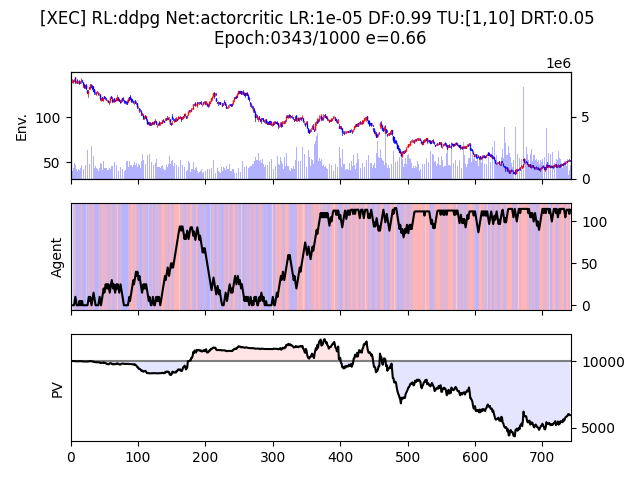 [XEC] RL:ddpg Net:actorcritic LR:1e-05 DF:0.99 TU:[1,10] DRT:0.05
Epoch:0343/1000 e=0.66
1e6
Env.
100
50
5
0
Agent
100
50
0
PV
10000
5000
0 100 200 300 400 500 600 700